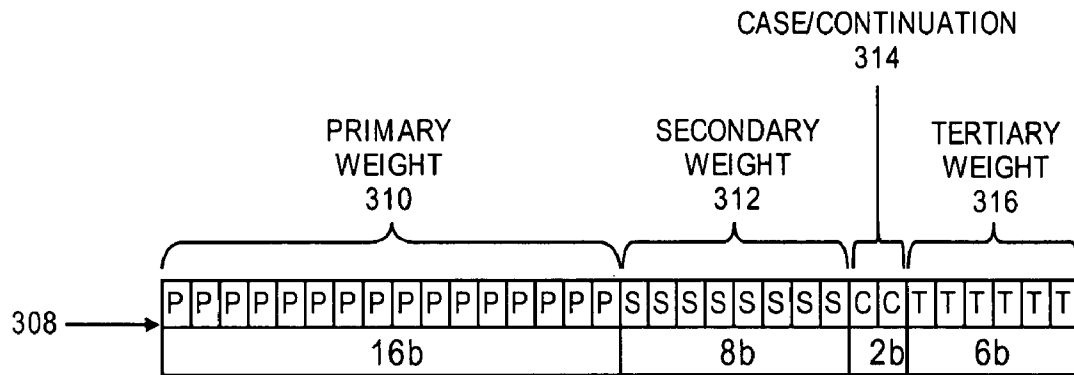 CASE/CONTINUATION
314
PRIMARY
WEIGHT
310
SECONDARY
WEIGHT
312
TERTIARY
WEIGHT
316
308
P P P P P P P P P P P P P P P P S S S S S S S S C C T T T T T T
16b 8b 2b 6b